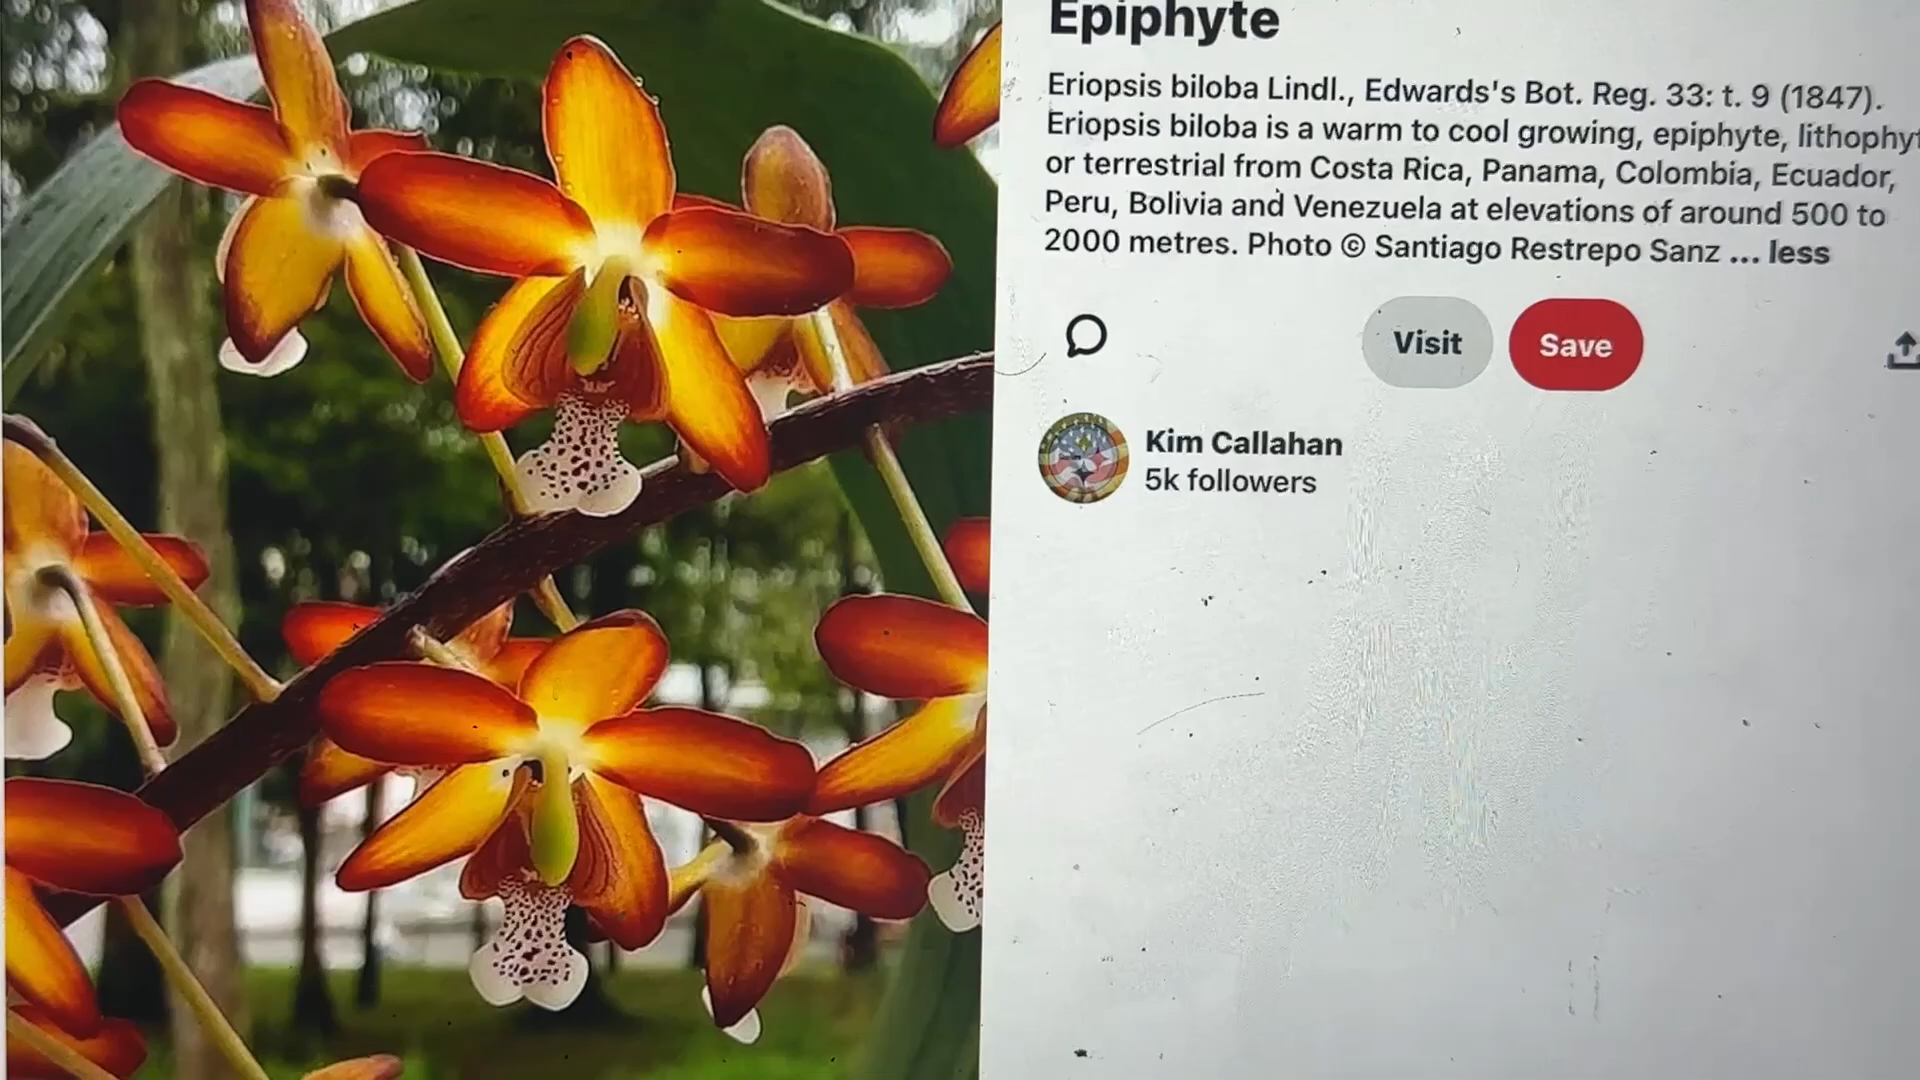 Epiphyte
Eriopsis biloba Lindl., Edwards's Bot. Reg. 33: t. 9 (1847).
Eriopsis biloba is a warm to cool growing, epiphyte, lithophyt
or terrestrial from Costa Rica, Panama, Colombia, Ecuador,
Peru, Bolivia and Venezuela at elevations of around 500 to
2000 metres. Photo © Santiago Restrepo Sanz ... less
Visit
Save
Kim Callahan
5k followers